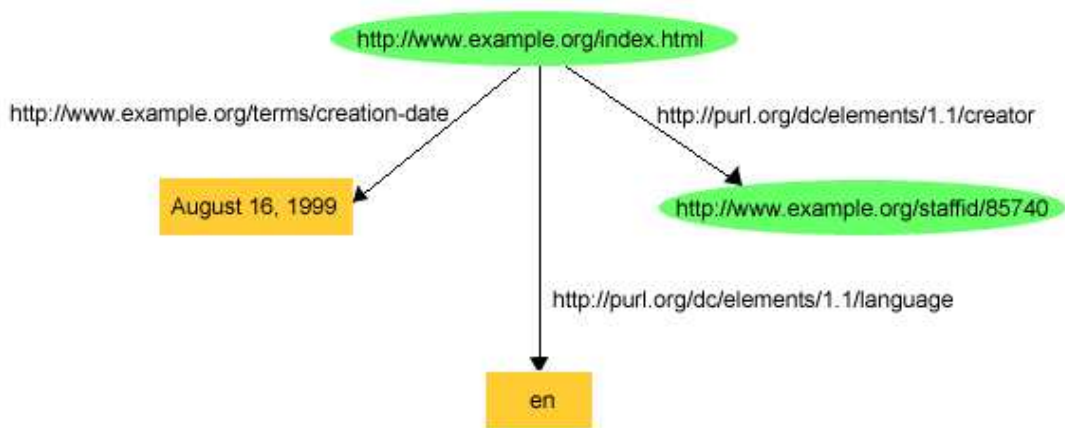 http://www.example.org/index.html
http://www.example.org/terms/creation-date
http://purl.org/dc/elements/1.1/creator
August 16, 1999
http://www.example.org/staffid/85740
http://purl.org/dc/elements/1.1/language
en